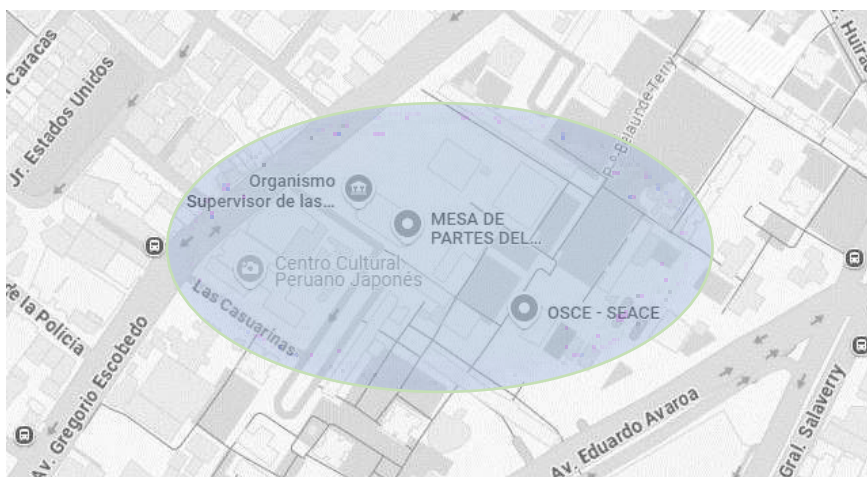 Caracas
Jr. Estados Unidos
Huira
Belaunde-Terry
Organismo
Supervisor de las...
MESA DE
PARTES DEL...
Centro Cultural
Peruano Japonés
Las Casuarinas
OSCE - SEACE
de la Policía
Av. Gregorio Escobedo
Av. Eduardo Avaroa
Gral. Salaverry